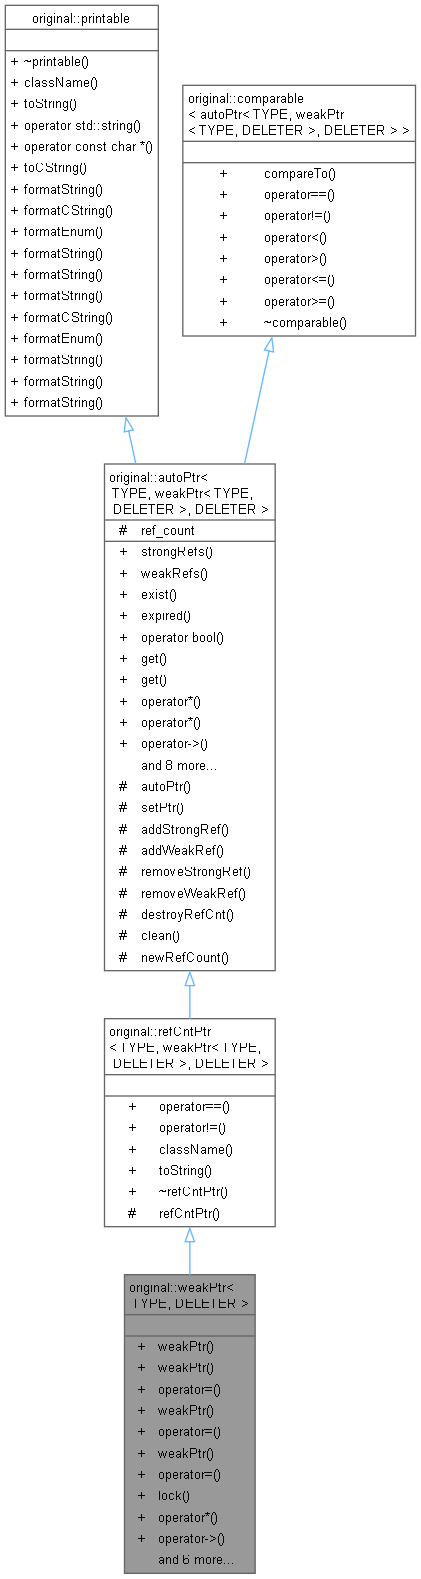 original::printable
+ ~printable()
+ className()
+ toString()
+ operator std::string()
+ operator const char *()
+ toCString()
+ formatString()
+ formatCString()
+ formatEnum()
+ formatString()
+ formatString()
+ formatString()
+ formatCString()
+ formatEnum()
+ formatString()
+ formatString()
+ formatString()
original::comparable
< autoPtr< TYPE, weakPtr
< TYPE, DELETER >, DELETER > >
+ compareTo()
+ operator==()
+ operator!=()
+ operator<()
+ operator>()
+ operator<=()
+ operator>=()
+ ~comparable()
original::autoPtr<
TYPE, weakPtr< TYPE,
DELETER >, DELETER >
# ref_count
+ strongRefs()
+ weakRefs()
+ exist()
+ expired()
+ operator bool()
+ get()
+ get()
+ operator*()
+ operator*()
+ operator->()
and 8 more...
# autoPtr()
# setPtr()
# addStrongRef()
# addWeakRef()
# removeStrongRef()
# removeWeakRef()
# destroyRefCnt()
# clean()
# newRefCount()
original::refCntPtr
< TYPE, weakPtr< TYPE,
DELETER >, DELETER >
+ operator==()
+ operator!=()
+ className()
+ toString()
+ ~refCntPtr()
# refCntPtr()
original::weakPtr<
TYPE, DELETER >
+ weakPtr()
+ weakPtr()
+ operator=()
+ weakPtr()
+ operator=()
+ weakPtr()
+ operator=()
+ lock()
+ operator*()
+ operator->()
and 6 more...